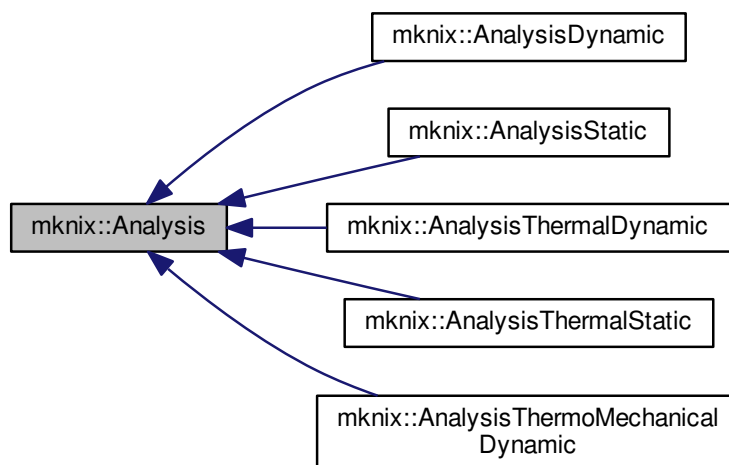 mknix::AnalysisDynamic
mknix::AnalysisStatic
mknix::Analysis
mknix::AnalysisThermalDynamic
mknix::AnalysisThermalStatic
mknix::AnalysisThermoMechanical
Dynamic